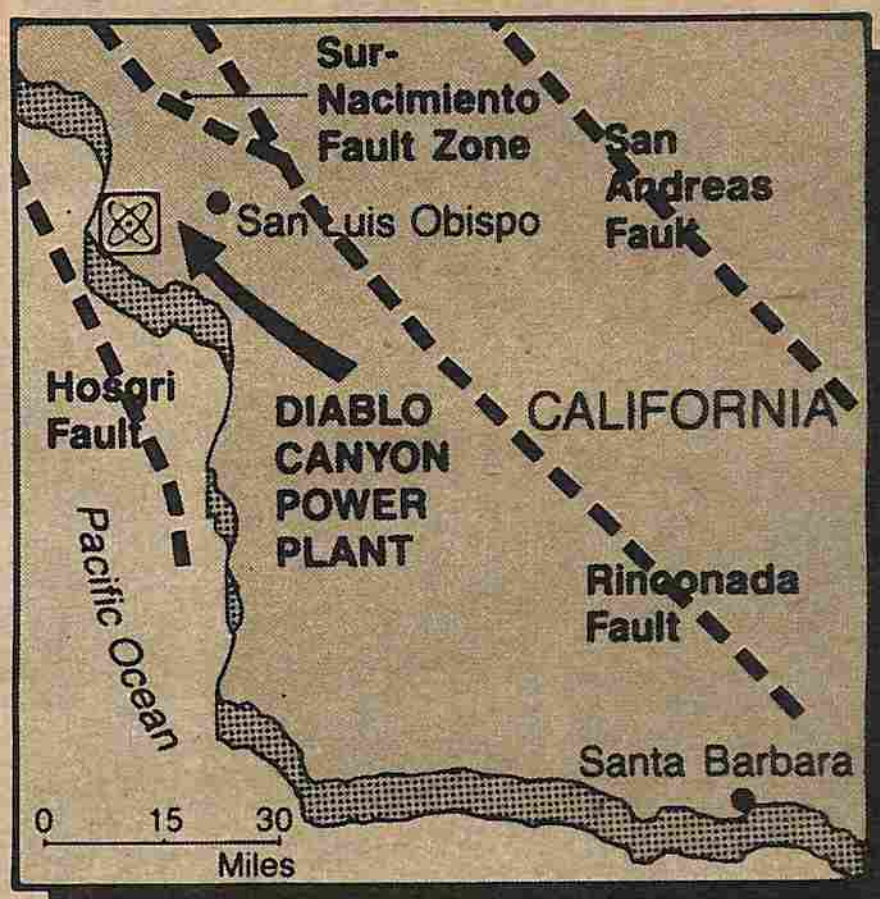 Sur-
Nacimiento
Fault Zone
San
Andreas
Fault
San Luis Obispo
Hosgri
Fault
DIABLO
CANYON
POWER
PLANT
CALIFORNIA
Pacific Ocean
Rinconada
Fault
Santa Barbara
0 15 30
Miles